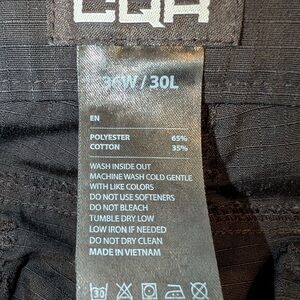 CQR
36W / 30L
EN
POLYESTER 65%
COTTON 35%
WASH INSIDE OUT
MACHINE WASH COLD GENTLE
WITH LIKE COLORS
DO NOT USE SOFTENERS
DO NOT BLEACH
TUMBLE DRY LOW
LOW IRON IF NEEDED
DO NOT DRY CLEAN
MADE IN VIETNAM
30